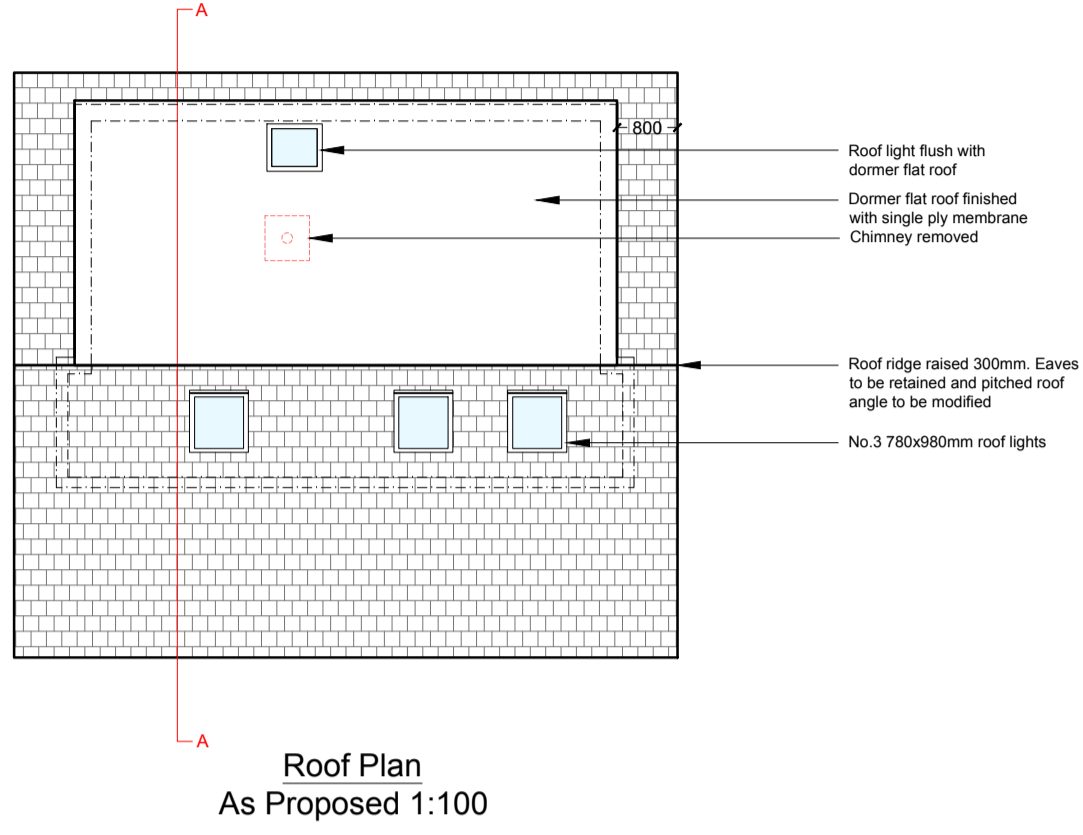 A
800
Roof light flush with
dormer flat roof
Dormer flat roof finished
with single ply membrane
Chimney removed
Roof ridge raised 300mm. Eaves
to be retained and pitched roof
angle to be modified
No.3 780x980mm roof lights
A
Roof Plan
As Proposed 1:100